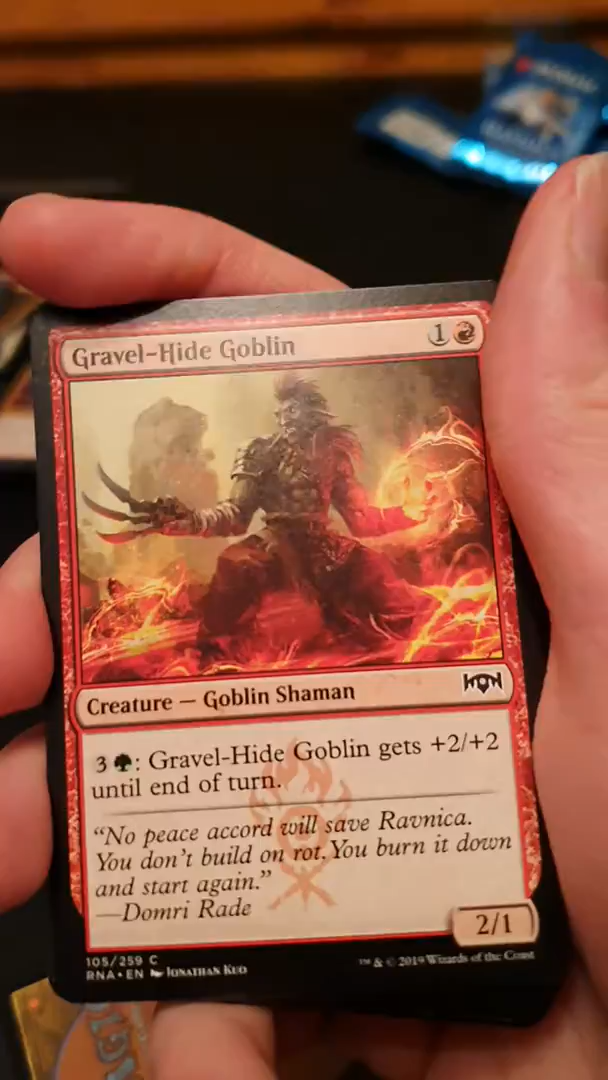 Gravel-Hide Goblin 1
Creature — Goblin Shaman
3 : Gravel-Hide Goblin gets +2/+2
until end of turn.
“No peace accord will save Ravnica.
You don’t build on rot. You burn it down
and start again.”
—Domri Rade
2/1
105/259 C
RNA • EN Jonathan Kuo
™ & © 2019 Wizards of the Coast